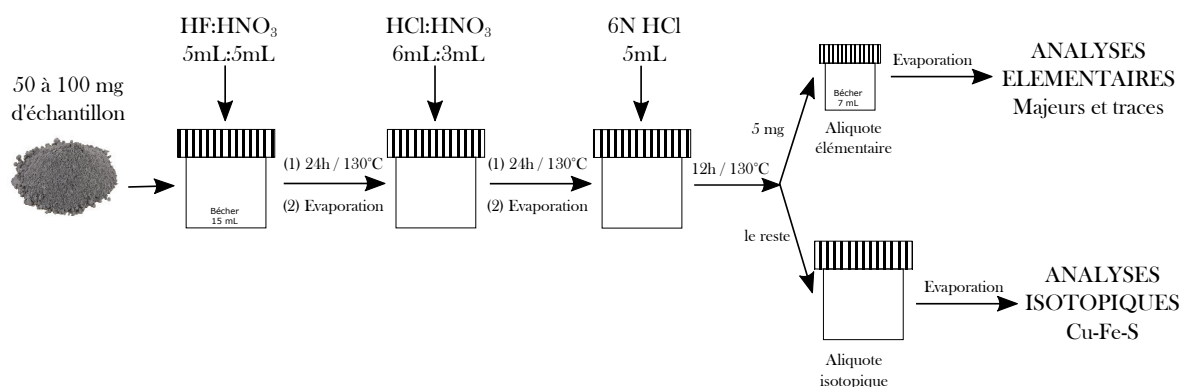 50 à 100 mg
d'échantillon
HF:HNO₃
5mL:5mL
Bécher
15 mL
(1) 24h / 130°C
(2) Evaporation
HCl:HNO₃
6mL:3mL
(1) 24h / 130°C
(2) Evaporation
6N HCl
5mL
12h / 130°C
5 mg
Bécher
7 mL
Aliquote
élémentaire
Evaporation
ANALYSES
ELEMENTAIRES
Majeurs et traces
le reste
Aliquote
isotopique
Evaporation
ANALYSES
ISOTOPIQUES
Cu-Fe-S